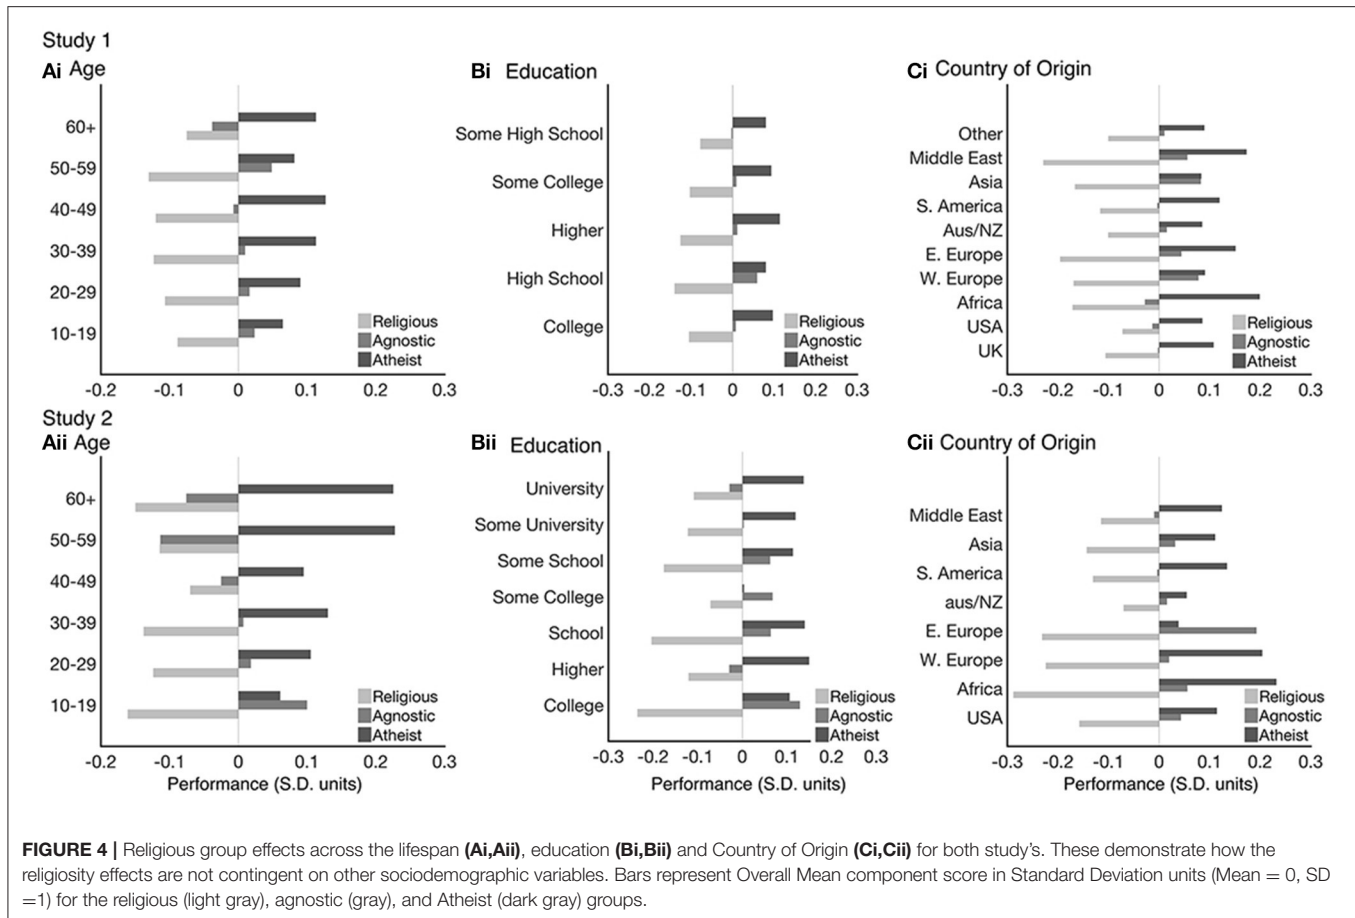 Study 1
Ai Age
60+
50-59
40-49
30-39
20-29
10-19
Religious
Agnostic
Atheist
-0.2 -0.1 0 0.1 0.2 0.3
Bi Education
Some High School
Some College
Higher
High School
College
Religious
Agnostic
Atheist
-0.3 -0.2 -0.1 0 0.1 0.2 0.3
Ci Country of Origin
Other
Middle East
Asia
S. America
Aus/NZ
E. Europe
W. Europe
Africa
USA
UK
Religious
Agnostic
Atheist
-0.3 -0.2 -0.1 0 0.1 0.2 0.3
Study 2
Aii Age
60+
50-59
40-49
30-39
20-29
10-19
Religious
Agnostic
Atheist
-0.2 -0.1 0 0.1 0.2 0.3
Performance (S.D. units)
Bii Education
University
Some University
Some School
Some College
School
Higher
College
Religious
Agnostic
Atheist
-0.3 -0.2 -0.1 0 0.1 0.2 0.3
Performance (S.D. units)
Cii Country of Origin
Middle East
Asia
S. America
aus/NZ
E. Europe
W. Europe
Africa
USA
Religious
Agnostic
Atheist
-0.3 -0.2 -0.1 0 0.1 0.2 0.3
Performance (S.D. units)
FIGURE 4 | Religious group effects across the lifespan (Ai,Aii), education (Bi,Bii) and Country of Origin (Ci,Cii) for both study's. These demonstrate how the
religiosity effects are not contingent on other sociodemographic variables. Bars represent Overall Mean component score in Standard Deviation units (Mean = 0, SD
=1) for the religious (light gray), agnostic (gray), and Atheist (dark gray) groups.